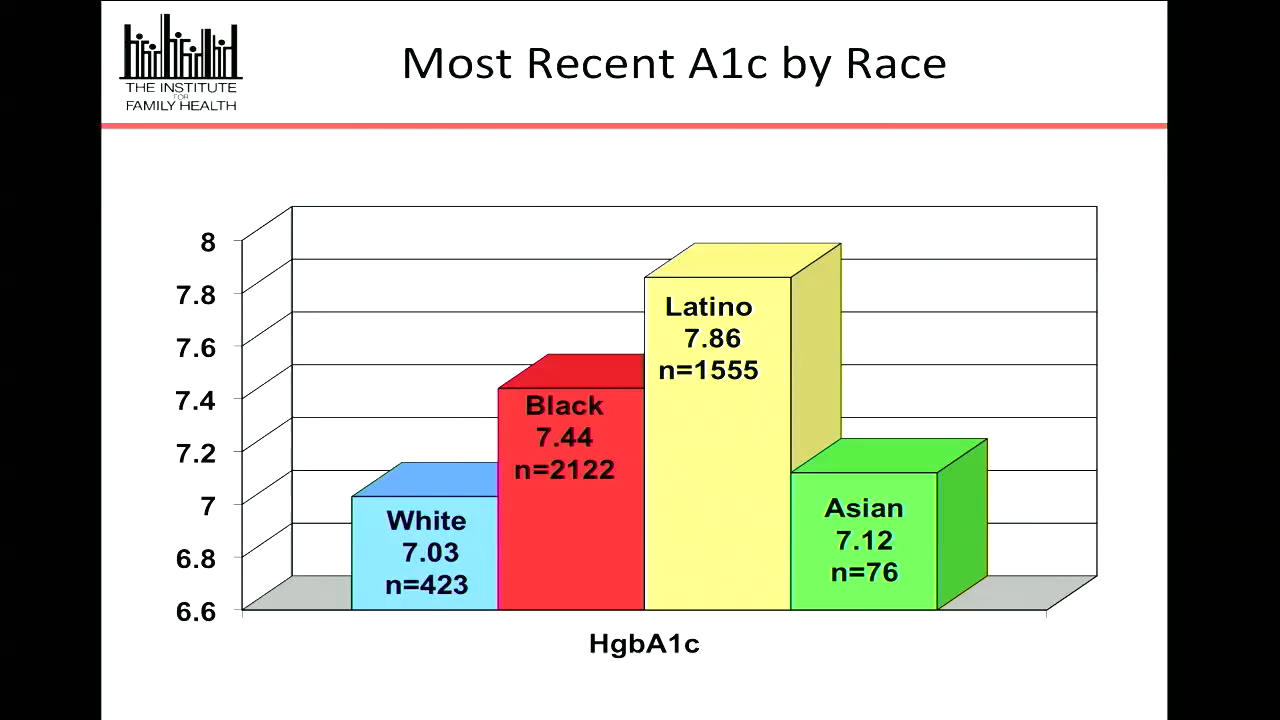 THE INSTITUTE
FOR
FAMILY HEALTH
Most Recent A1c by Race
8
7.8
7.6
7.4
7.2
7
6.8
6.6
White
7.03
n=423
Black
7.44
n=2122
Latino
7.86
n=1555
Asian
7.12
n=76
HgbA1c